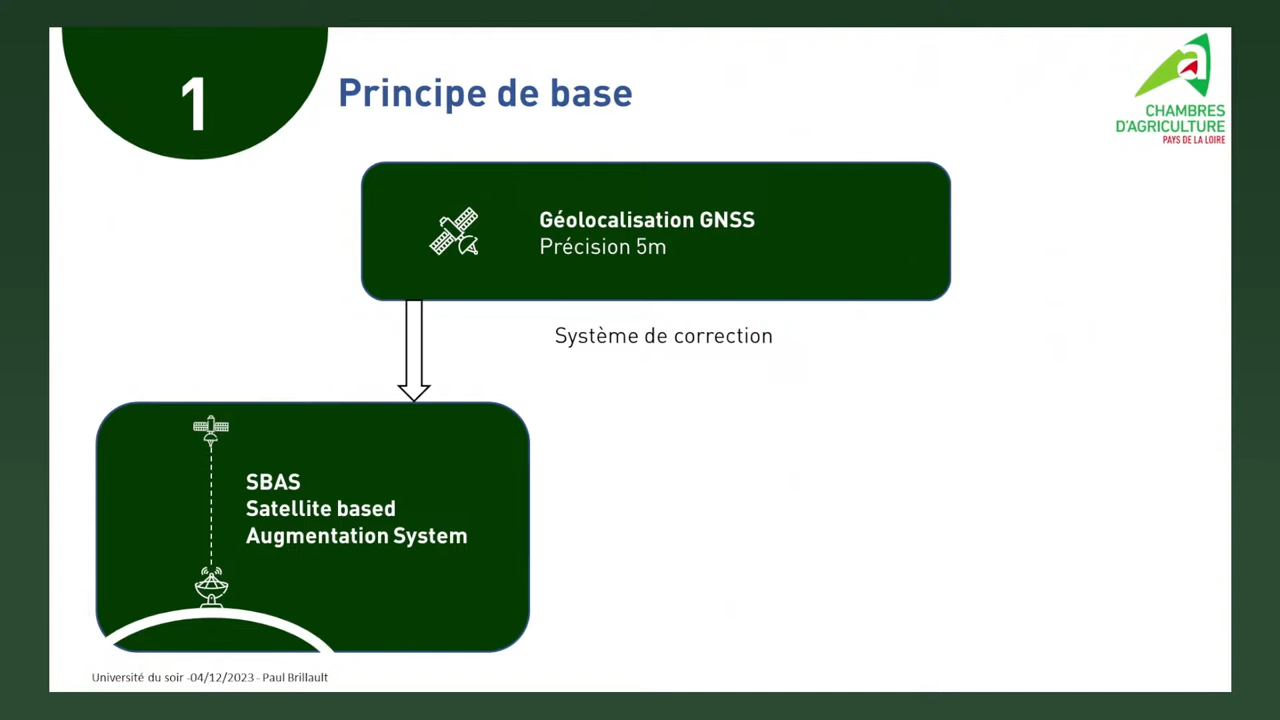 1
Principe de base
CHAMBRES
D'AGRICULTURE
PAYS DE LA LOIRE
Géolocalisation GNSS
Précision 5m
Système de correction
SBAS
Satellite based
Augmentation System
Université du soir -04/12/2023 - Paul Brillault